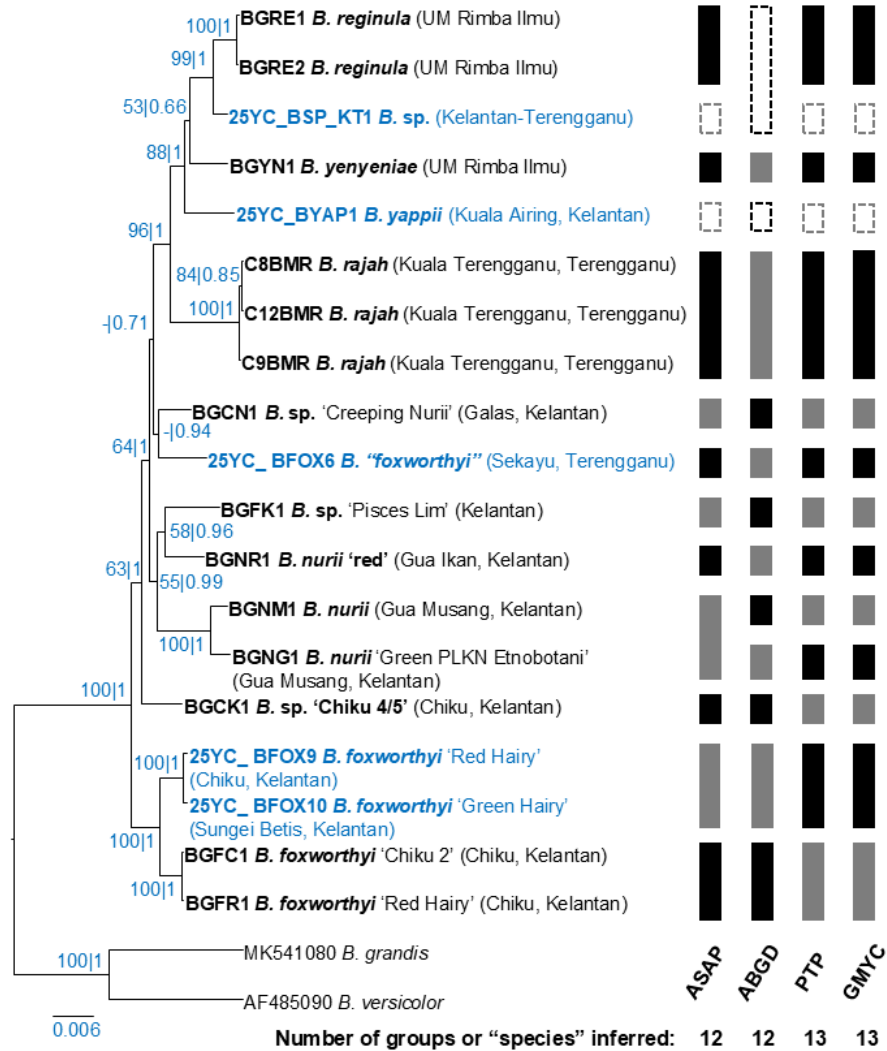 BGRE1 B. reginula (UM Rimba Ilmu)
100|1
99|1
BGRE2 B. reginula (UM Rimba Ilmu)
53|0.66
25YC_BSP_KT1 B. sp. (Kelantan-Terengganu)
88|1
BGYN1 B. yenyeniae (UM Rimba Ilmu)
25YC_BYAP1 B. yappii (Kuala Airing, Kelantan)
96|1
C8BMR B. rajah (Kuala Terengganu, Terengganu)
84|0.85
100|1
C12BMR B. rajah (Kuala Terengganu, Terengganu)
-|0.71
C9BMR B. rajah (Kuala Terengganu, Terengganu)
BGCN1 B. sp. ‘Creeping Nurii’ (Galas, Kelantan)
-|0.94
64|1
25YC_ BFOX6 B. “foxworthyi” (Sekayu, Terengganu)
BGFK1 B. sp. ‘Pisces Lim’ (Kelantan)
58|0.96
BGNR1 B. nurii ‘red’ (Gua Ikan, Kelantan)
63|1
55|0.99
BGNM1 B. nurii (Gua Musang, Kelantan)
100|1
BGNG1 B. nurii ‘Green PLKN Etnobotani’
(Gua Musang, Kelantan)
100|1
BGCK1 B. sp. ‘Chiku 4/5’ (Chiku, Kelantan)
100|1
25YC_ BFOX9 B. foxworthyi ‘Red Hairy’
(Chiku, Kelantan)
25YC_ BFOX10 B. foxworthyi ‘Green Hairy’
(Sungei Betis, Kelantan)
100|1
BGFC1 B. foxworthyi ‘Chiku 2’ (Chiku, Kelantan)
100|1
BGFR1 B. foxworthyi ‘Red Hairy’ (Chiku, Kelantan)
100|1
MK541080 B. grandis
AF485090 B. versicolor
0.006
ASAP
ABGD
PTP
GMYC
Number of groups or “species” inferred: 12 12 13 13